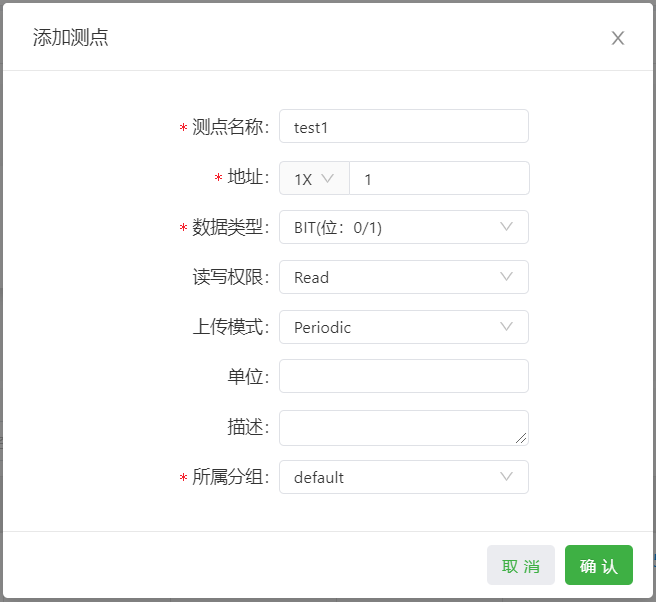 添加测点
* 测点名称: test1
* 地址: 1X 1
* 数据类型: BIT(位：0/1)
读写权限: Read
上传模式: Periodic
单位:
描述:
* 所属分组: default
取 消 确 认